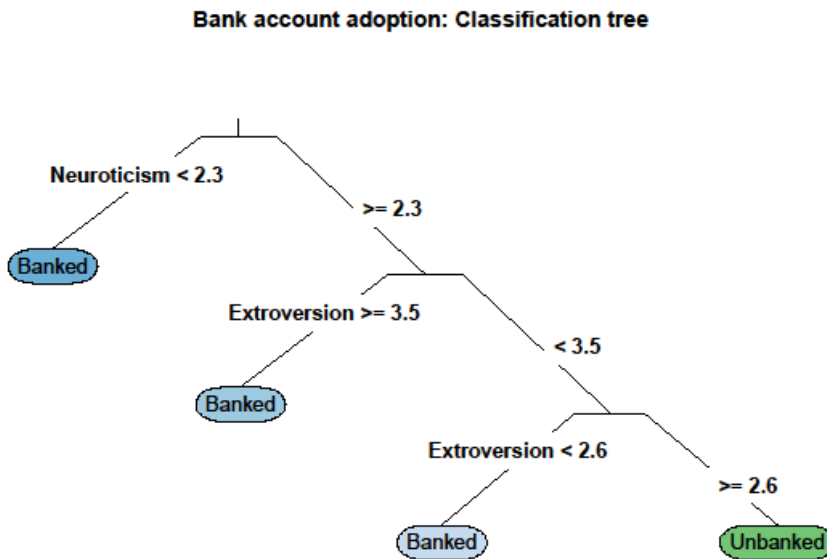 Bank account adoption: Classification tree
Neuroticism < 2.3
>= 2.3
Banked
Extroversion >= 3.5
< 3.5
Banked
Extroversion < 2.6
>= 2.6
Banked
Unbanked